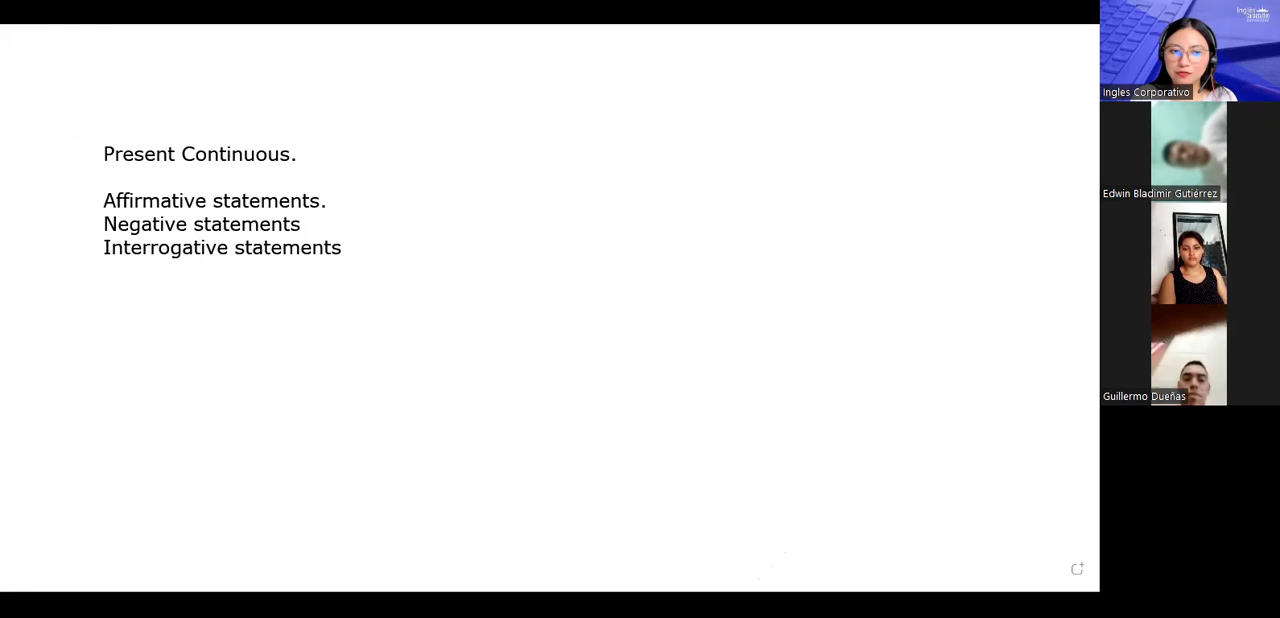 Present Continuous.
Affirmative statements.
Negative statements
Interrogative statements
Ingles Corporativo
Edwin Bladimir Gutiérrez
Guillermo Dueñas